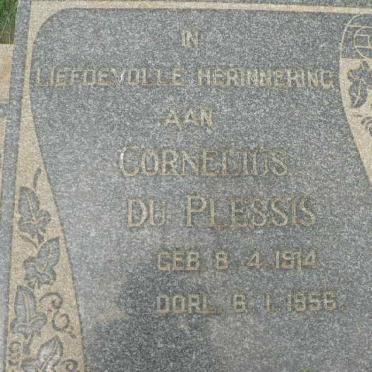 IN
LIEFDEVOLLE HERINNERING
AAN
CORNELIUS
DU PLESSIS
GEB. 8.4.1914
OORL. 6.1.1956